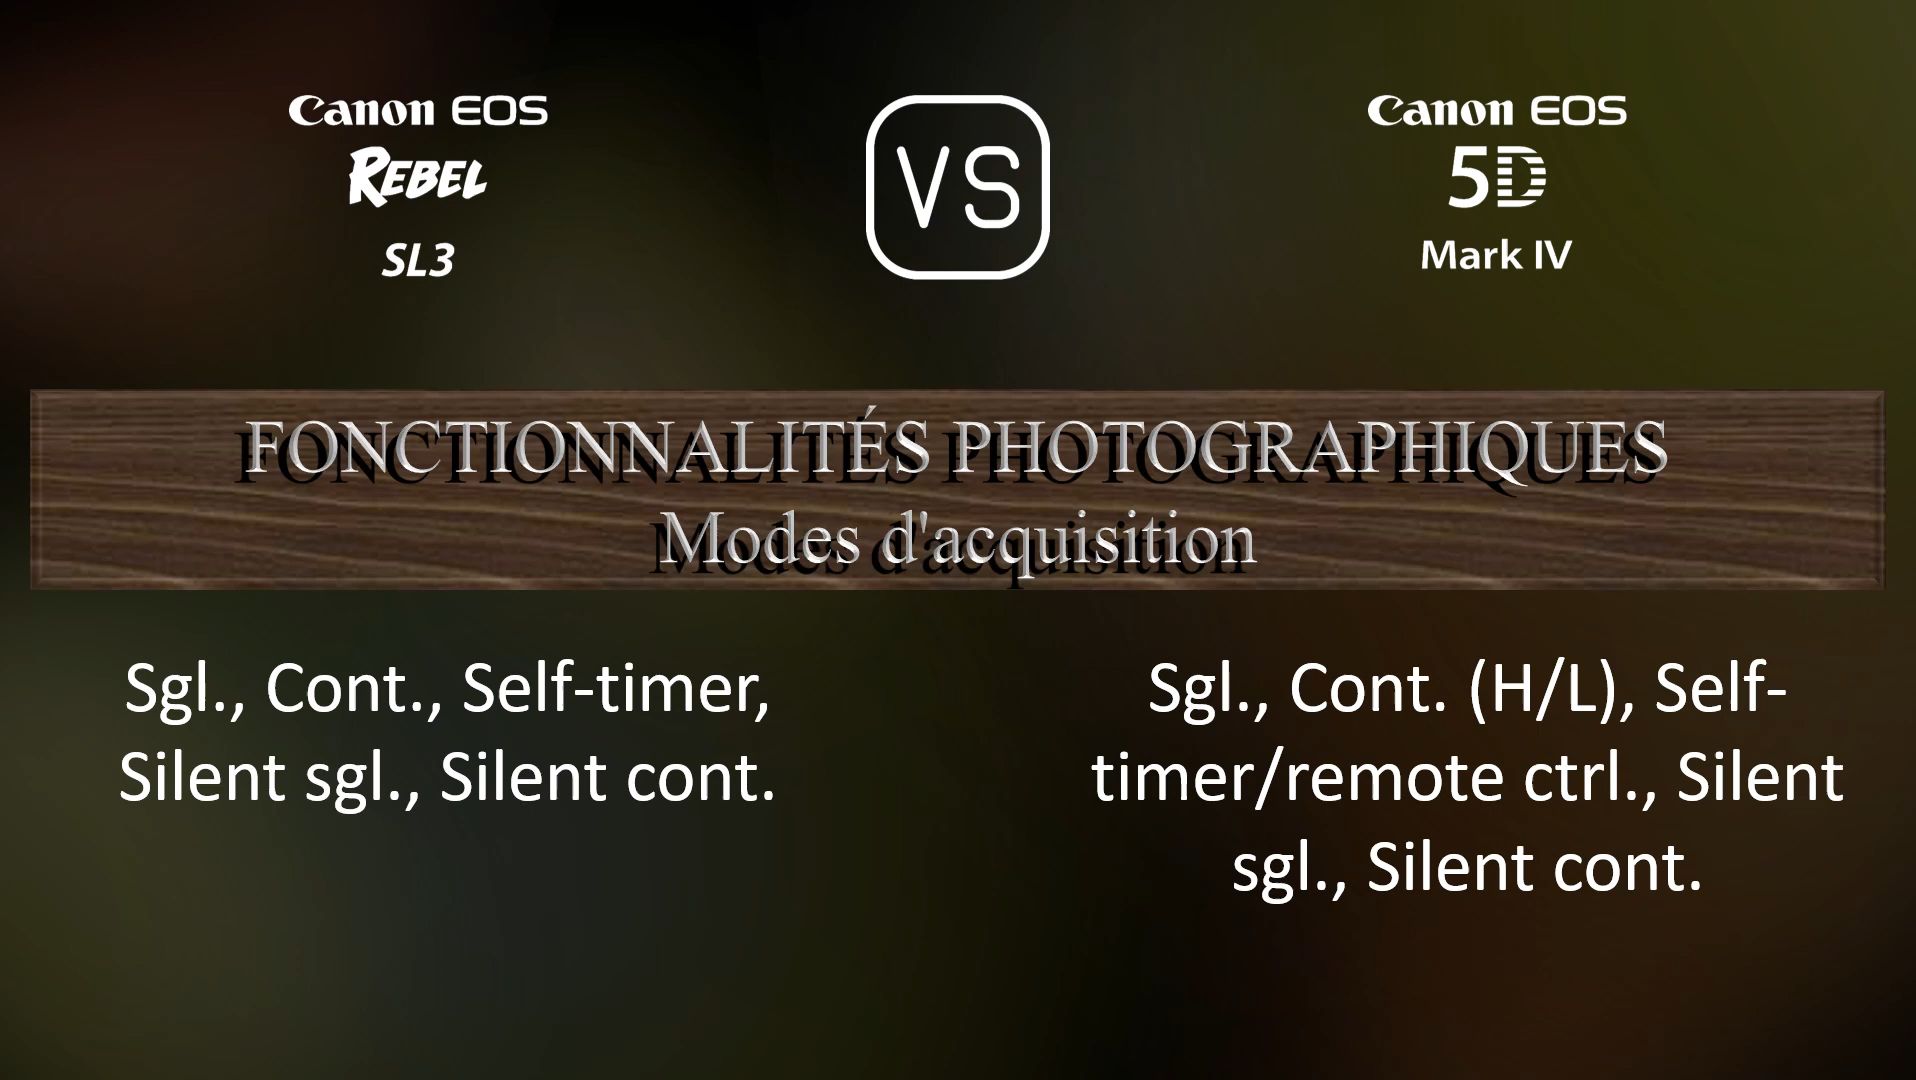 Canon EOS
REBEL
SL3
VS
Canon EOS
5D
Mark IV
FONCTIONNALITÉS PHOTOGRAPHIQUES
Modes d'acquisition
Sgl., Cont., Self-timer,
Silent sgl., Silent cont.
Sgl., Cont. (H/L), Self-
timer/remote ctrl., Silent
sgl., Silent cont.